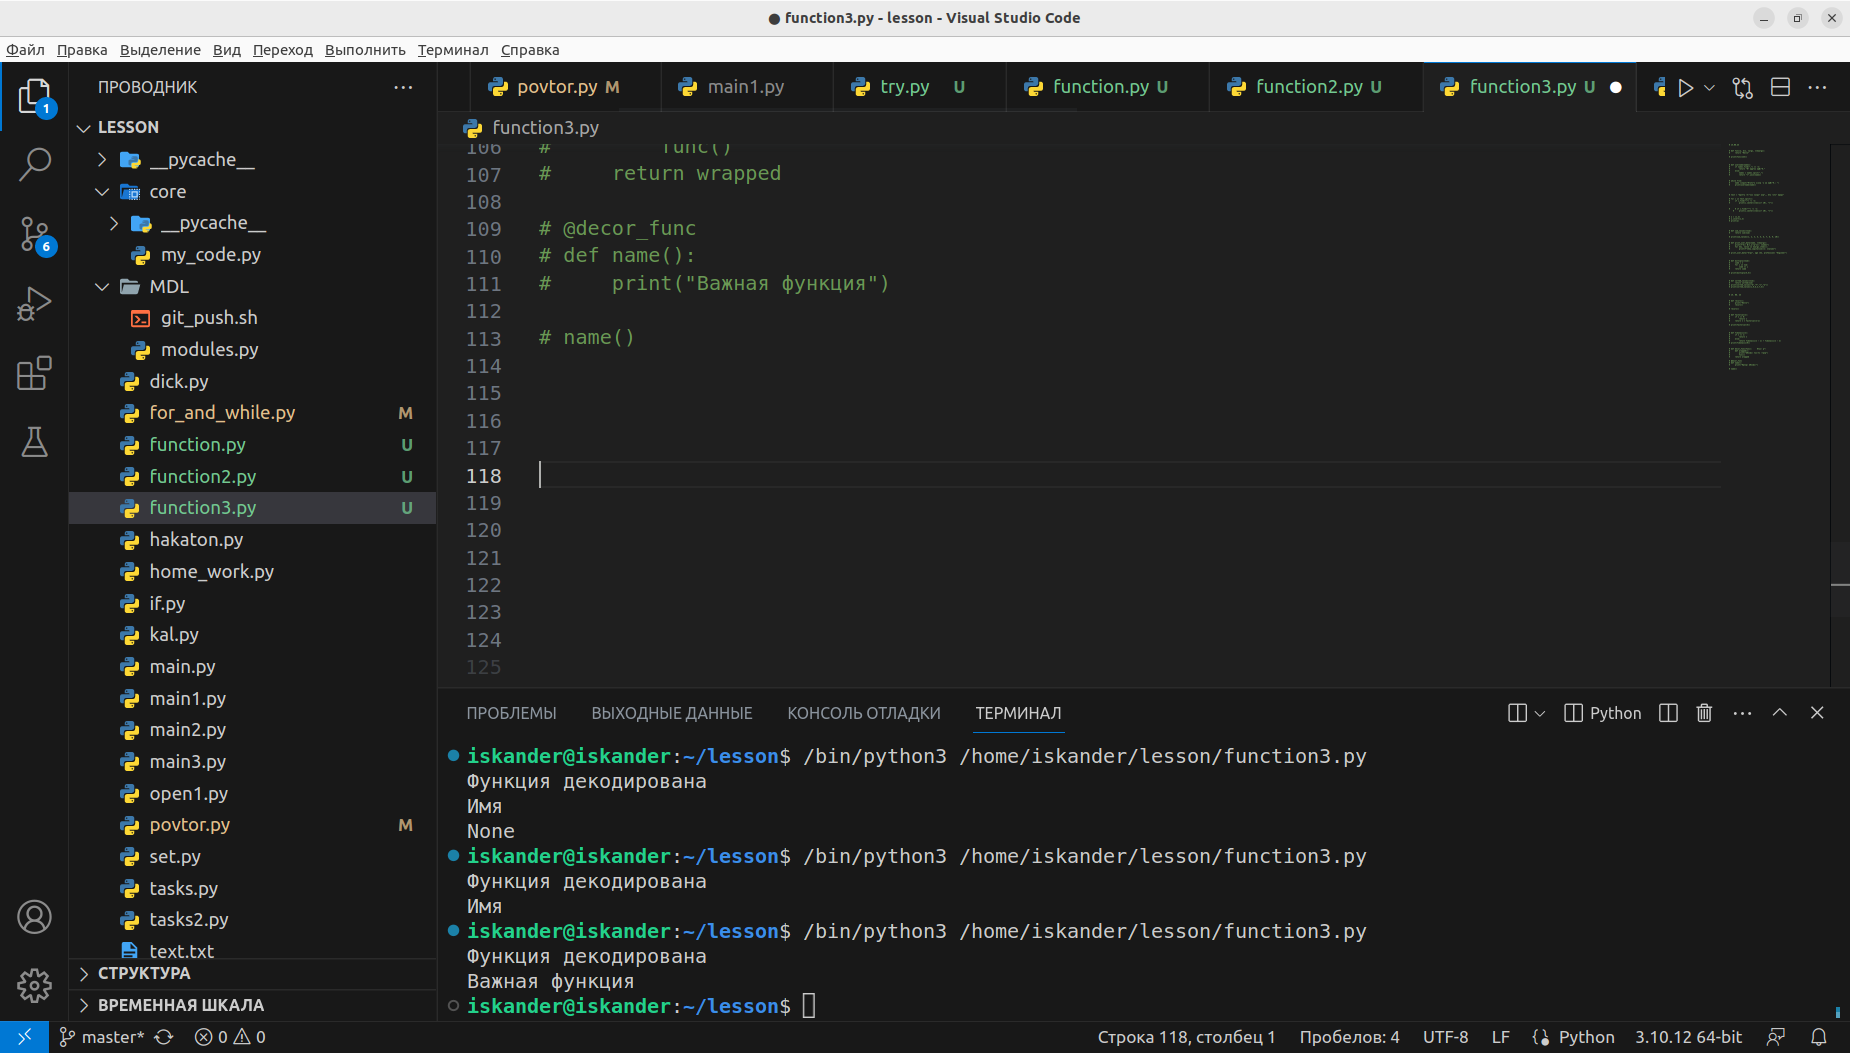 ● function3.py - lesson - Visual Studio Code
Файл Правка Выделение Вид Переход Выполнить Терминал Справка
ПРОВОДНИК
LESSON
__pycache__
core
__pycache__
my_code.py
MDL
git_push.sh
modules.py
dick.py
for_and_while.py M
function.py U
function2.py U
function3.py U
hakaton.py
home_work.py
if.py
kal.py
main.py
main1.py
main2.py
main3.py
open1.py
povtor.py M
set.py
tasks.py
tasks2.py
text.txt
СТРУКТУРА
ВРЕМЕННАЯ ШКАЛА
1
6
povtor.py M main1.py try.py U function.py U function2.py U function3.py U ●
function3.py
106 # func()
107 # return wrapped
108
109 # @decor_func
110 # def name():
111 # print("Важная функция")
112
113 # name()
114
115
116
117
118
119
120
121
122
123
124
125
ПРОБЛЕМЫ ВЫХОДНЫЕ ДАННЫЕ КОНСОЛЬ ОТЛАДКИ ТЕРМИНАЛ Python
iskander@iskander:~/lesson$ /bin/python3 /home/iskander/lesson/function3.py
Функция декодирована
Имя
None
iskander@iskander:~/lesson$ /bin/python3 /home/iskander/lesson/function3.py
Функция декодирована
Имя
iskander@iskander:~/lesson$ /bin/python3 /home/iskander/lesson/function3.py
Функция декодирована
Важная функция
iskander@iskander:~/lesson$
master* 0 0 Строка 118, столбец 1 Пробелов: 4 UTF-8 LF Python 3.10.12 64-bit